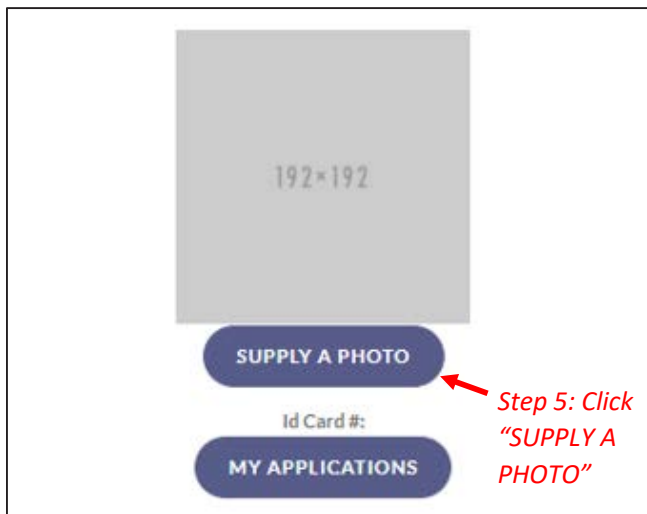 192×192
SUPPLY A PHOTO
Id Card #:
MY APPLICATIONS
Step 5: Click
“SUPPLY A
PHOTO”